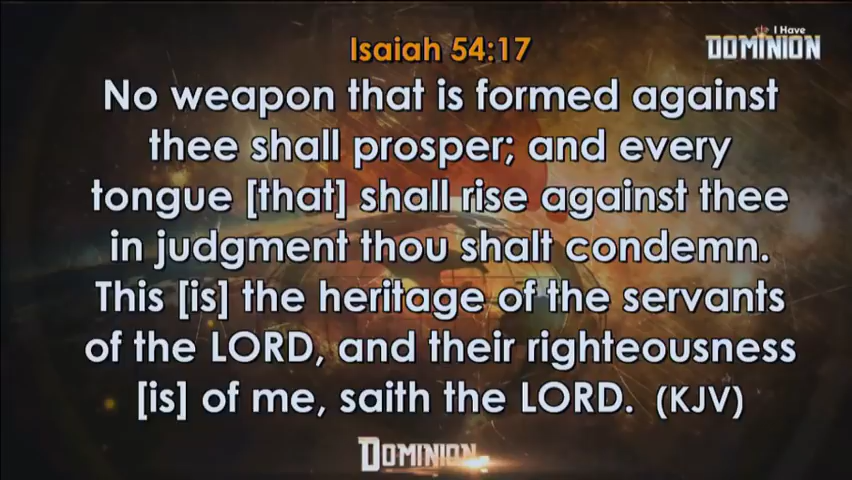 I Have
DOMINION
Isaiah 54:17
No weapon that is formed against
thee shall prosper; and every
tongue [that] shall rise against thee
in judgment thou shalt condemn.
This [is] the heritage of the servants
of the LORD, and their righteousness
[is] of me, saith the LORD. (KJV)
DOMINION